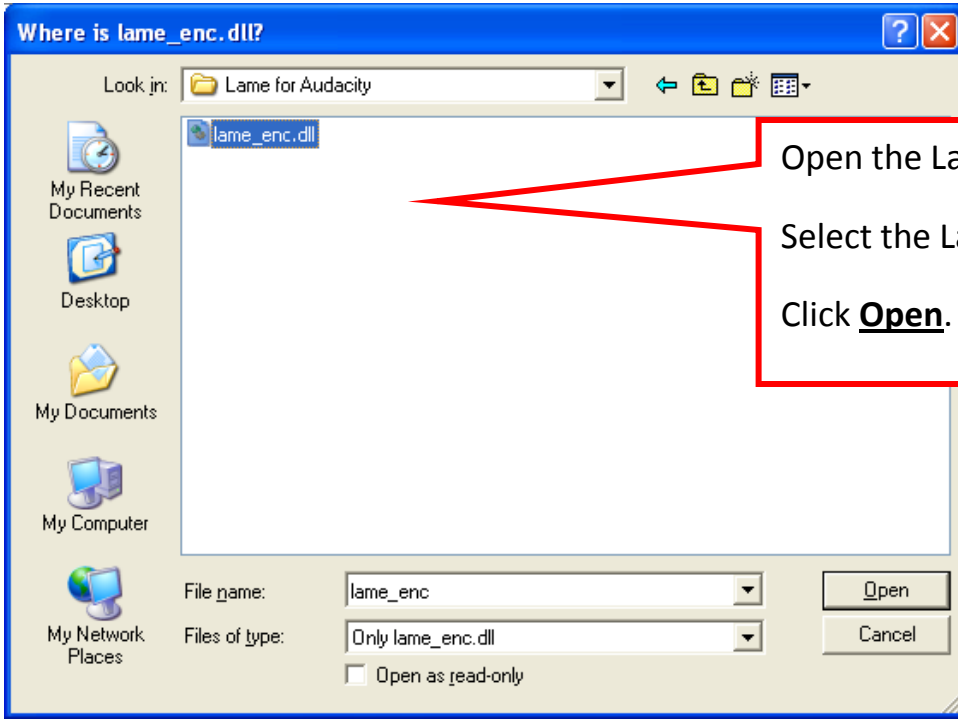 Where is lame_enc.dll?
Look in:
Lame for Audacity
lame_enc.dll
My Recent
Documents
Desktop
My Documents
My Computer
My Network
Places
Open the La
Select the La
Click Open.
File name:
lame_enc
Open
Files of type:
Only lame_enc.dll
Cancel
Open as read-only